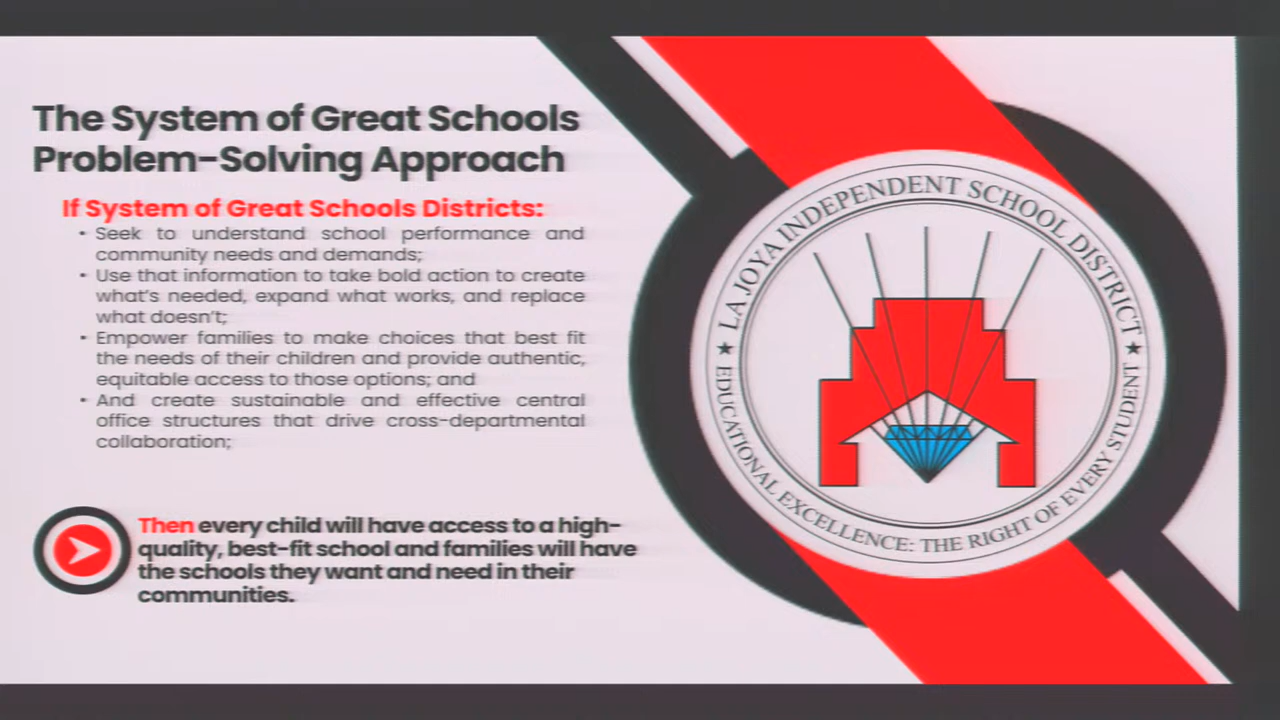 The System of Great Schools
Problem-Solving Approach
If System of Great Schools Districts:
• Seek to understand school performance and
community needs and demands;
• Use that information to take bold action to create
what's needed, expand what works, and replace
what doesn't;
• Empower families to make choices that best fit
the needs of their children and provide authentic,
equitable access to those options; and
• And create sustainable and effective central
office structures that drive cross-departmental
collaboration;
Then every child will have access to a high-
quality, best-fit school and families will have
the schools they want and need in their
communities.
★ LA JOYA INDEPENDENT SCHOOL DISTRICT ★
EDUCATIONAL EXCELLENCE: THE RIGHT OF EVERY STUDENT